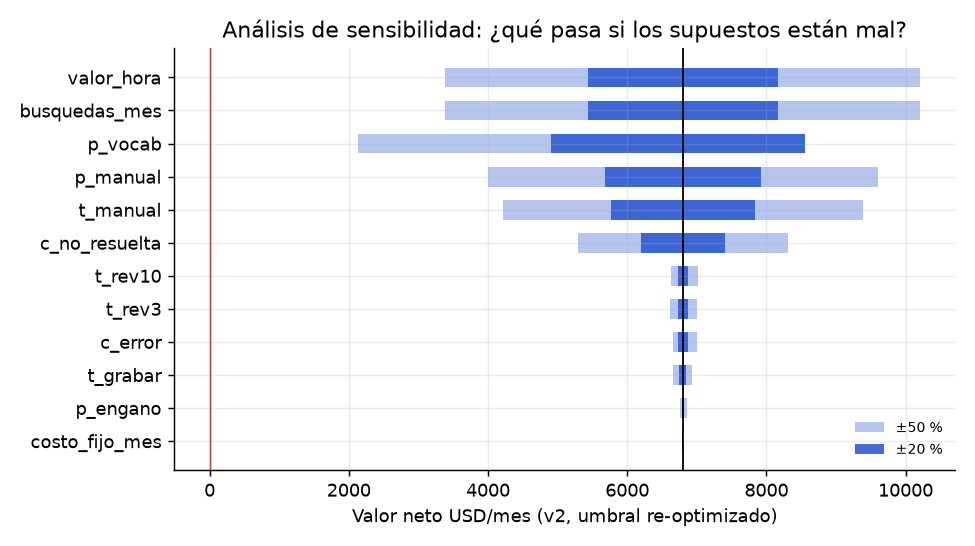 Análisis de sensibilidad: ¿qué pasa si los supuestos están mal?
valor_hora
busquedas_mes
p_vocab
p_manual
t_manual
c_no_resuelta
t_rev10
t_rev3
c_error
t_grabar
p_engano
costo_fijo_mes
±50 %
±20 %
0 2000 4000 6000 8000 10000
Valor neto USD/mes (v2, umbral re-optimizado)